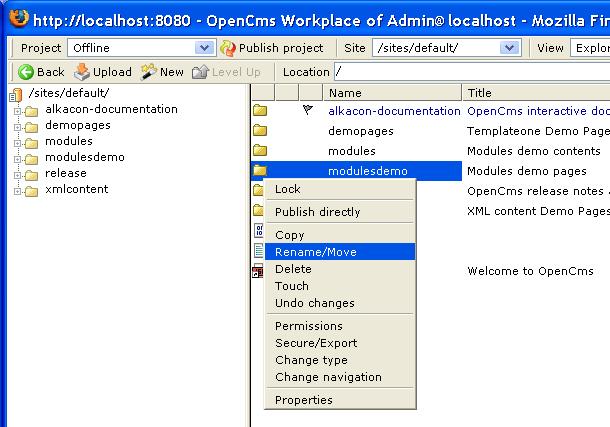 http://localhost:8080 - OpenCms Workplace of Admin@localhost - Mozilla Fi
Project Offline Publish project Site /sites/default/ View Explor
Back Upload New Level Up Location /
/sites/default/
alkacon-documentation
demopages
modules
modulesdemo
release
xmlcontent
Name Title
alkacon-documentation OpenCms interactive doc
demopages Templateone Demo Page
modules Modules demo contents
modulesdemo Modules demo pages
OpenCms release notes
XML content Demo Pages
Welcome to OpenCms
Lock
Publish directly
Copy
Rename/Move
Delete
Touch
Undo changes
Permissions
Secure/Export
Change type
Change navigation
Properties